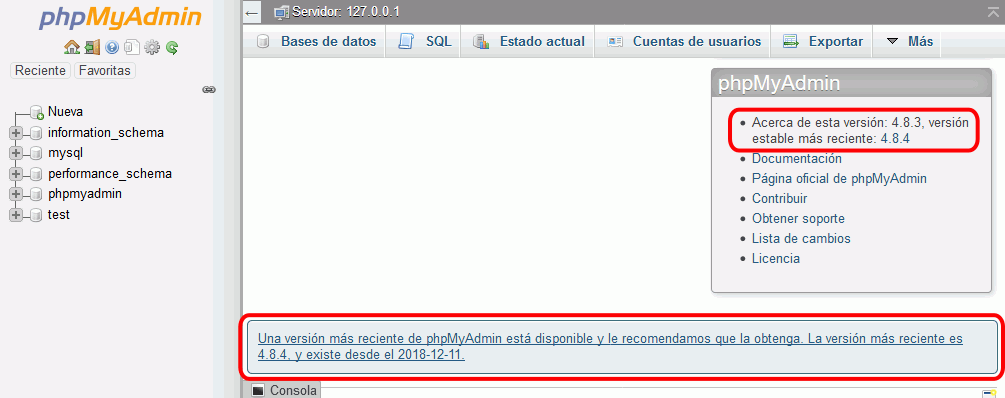 phpMyAdmin
Reciente Favoritas
Nueva
information_schema
mysql
performance_schema
phpmyadmin
test
Servidor: 127.0.0.1
Bases de datos SQL Estado actual Cuentas de usuarios Exportar Más
phpMyAdmin
Acerca de esta versión: 4.8.3, versión
estable más reciente: 4.8.4
Documentación
Página oficial de phpMyAdmin
Contribuir
Obtener soporte
Lista de cambios
Licencia
Una versión más reciente de phpMyAdmin está disponible y le recomendamos que la obtenga. La versión más reciente es
4.8.4, y existe desde el 2018-12-11.
Consola